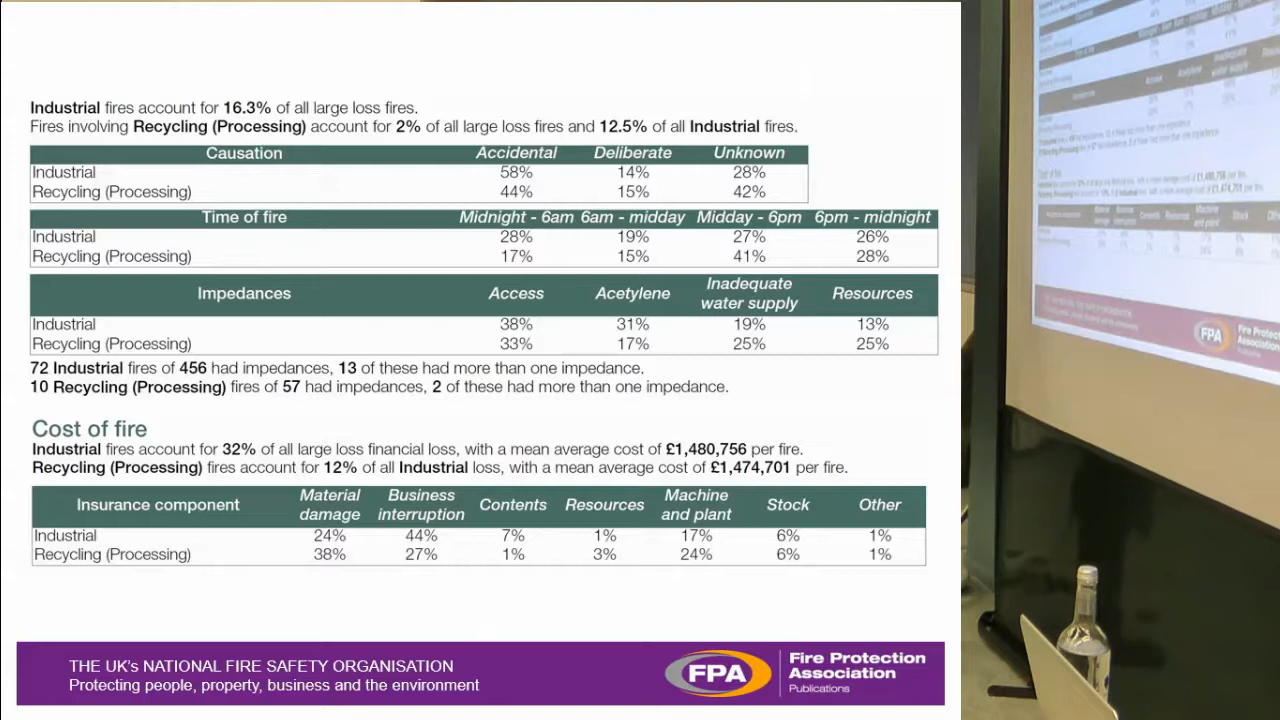 Industrial fires account for 16.3% of all large loss fires.
Fires involving Recycling (Processing) account for 2% of all large loss fires and 12.5% of all Industrial fires.
Causation Accidental Deliberate Unknown
Industrial 58% 14% 28%
Recycling (Processing) 44% 15% 42%
Time of fire Midnight - 6am 6am - midday Midday - 6pm 6pm - midnight
Industrial 28% 19% 27% 26%
Recycling (Processing) 17% 15% 41% 28%
Impedances Access Acetylene Inadequate water supply Resources
Industrial 38% 31% 19% 13%
Recycling (Processing) 33% 17% 25% 25%
72 Industrial fires of 456 had impedances, 13 of these had more than one impedance.
10 Recycling (Processing) fires of 57 had impedances, 2 of these had more than one impedance.
Cost of fire
Industrial fires account for 32% of all large loss financial loss, with a mean average cost of £1,480,756 per fire.
Recycling (Processing) fires account for 12% of all Industrial loss, with a mean average cost of £1,474,701 per fire.
Insurance component Material damage Business interruption Contents Resources Machine and plant Stock Other
Industrial 24% 44% 7% 1% 17% 6% 1%
Recycling (Processing) 38% 27% 1% 3% 24% 6% 1%
THE UK's NATIONAL FIRE SAFETY ORGANISATION
Protecting people, property, business and the environment
FPA
Fire Protection
Association
Publications
£1,480,756
£1,474,701
FPA
Fire Prote
Association